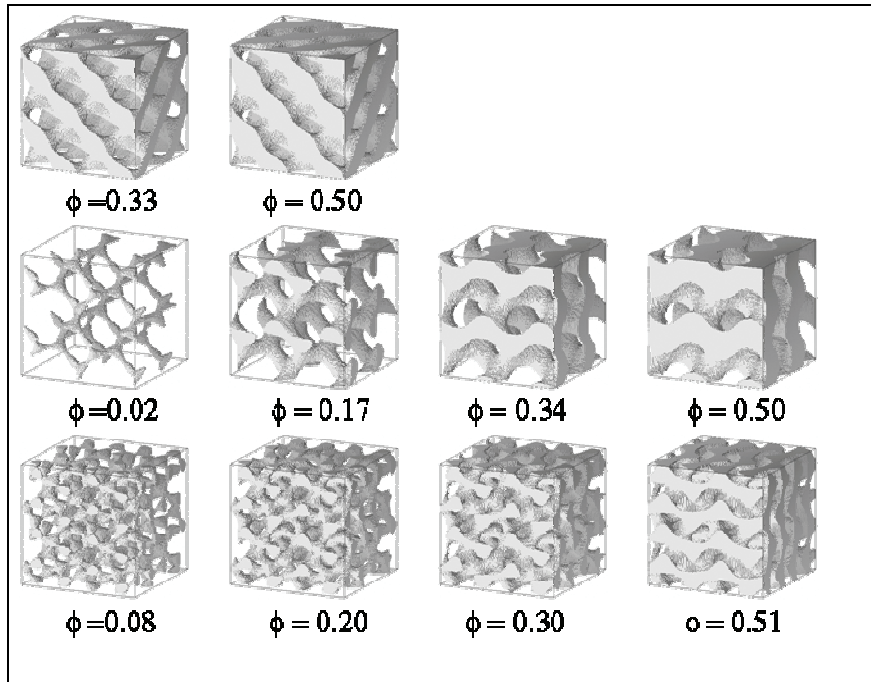 ϕ =0.33 ϕ =0.50
ϕ=0.02 ϕ = 0.17 ϕ = 0.34 ϕ = 0.50
ϕ =0.08 ϕ = 0.20 ϕ = 0.30 o = 0.51